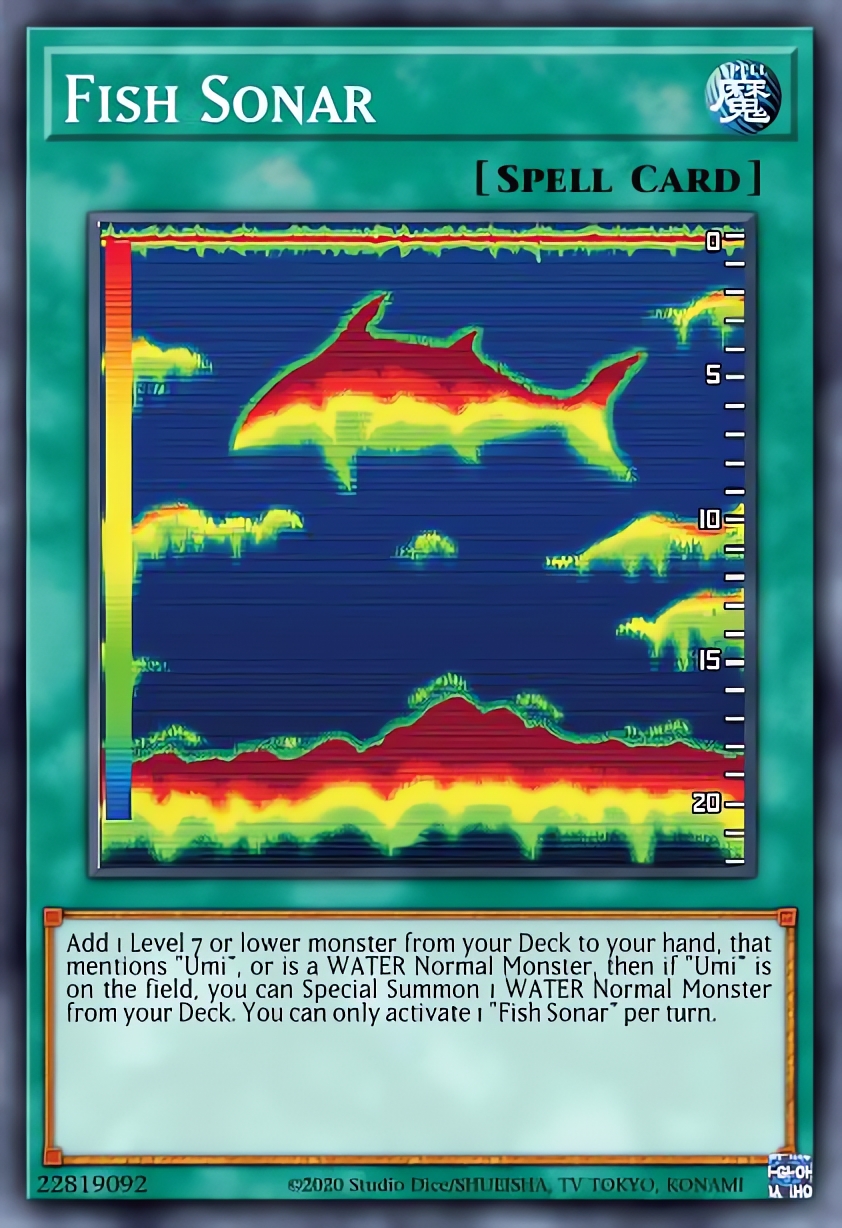 FISH SONAR
魔
[SPELL CARD]
0
5
10
15
20
Add 1 Level 7 or lower monster from your Deck to your hand, that
mentions "Umi", or is a WATER Normal Monster, then if "Umi" is
on the field, you can Special Summon 1 WATER Normal Monster
from your Deck. You can only activate 1 "Fish Sonar" per turn.
22819092
©2020 Studio Dice/SHUEISHA, TV TOKYO, KONAMI